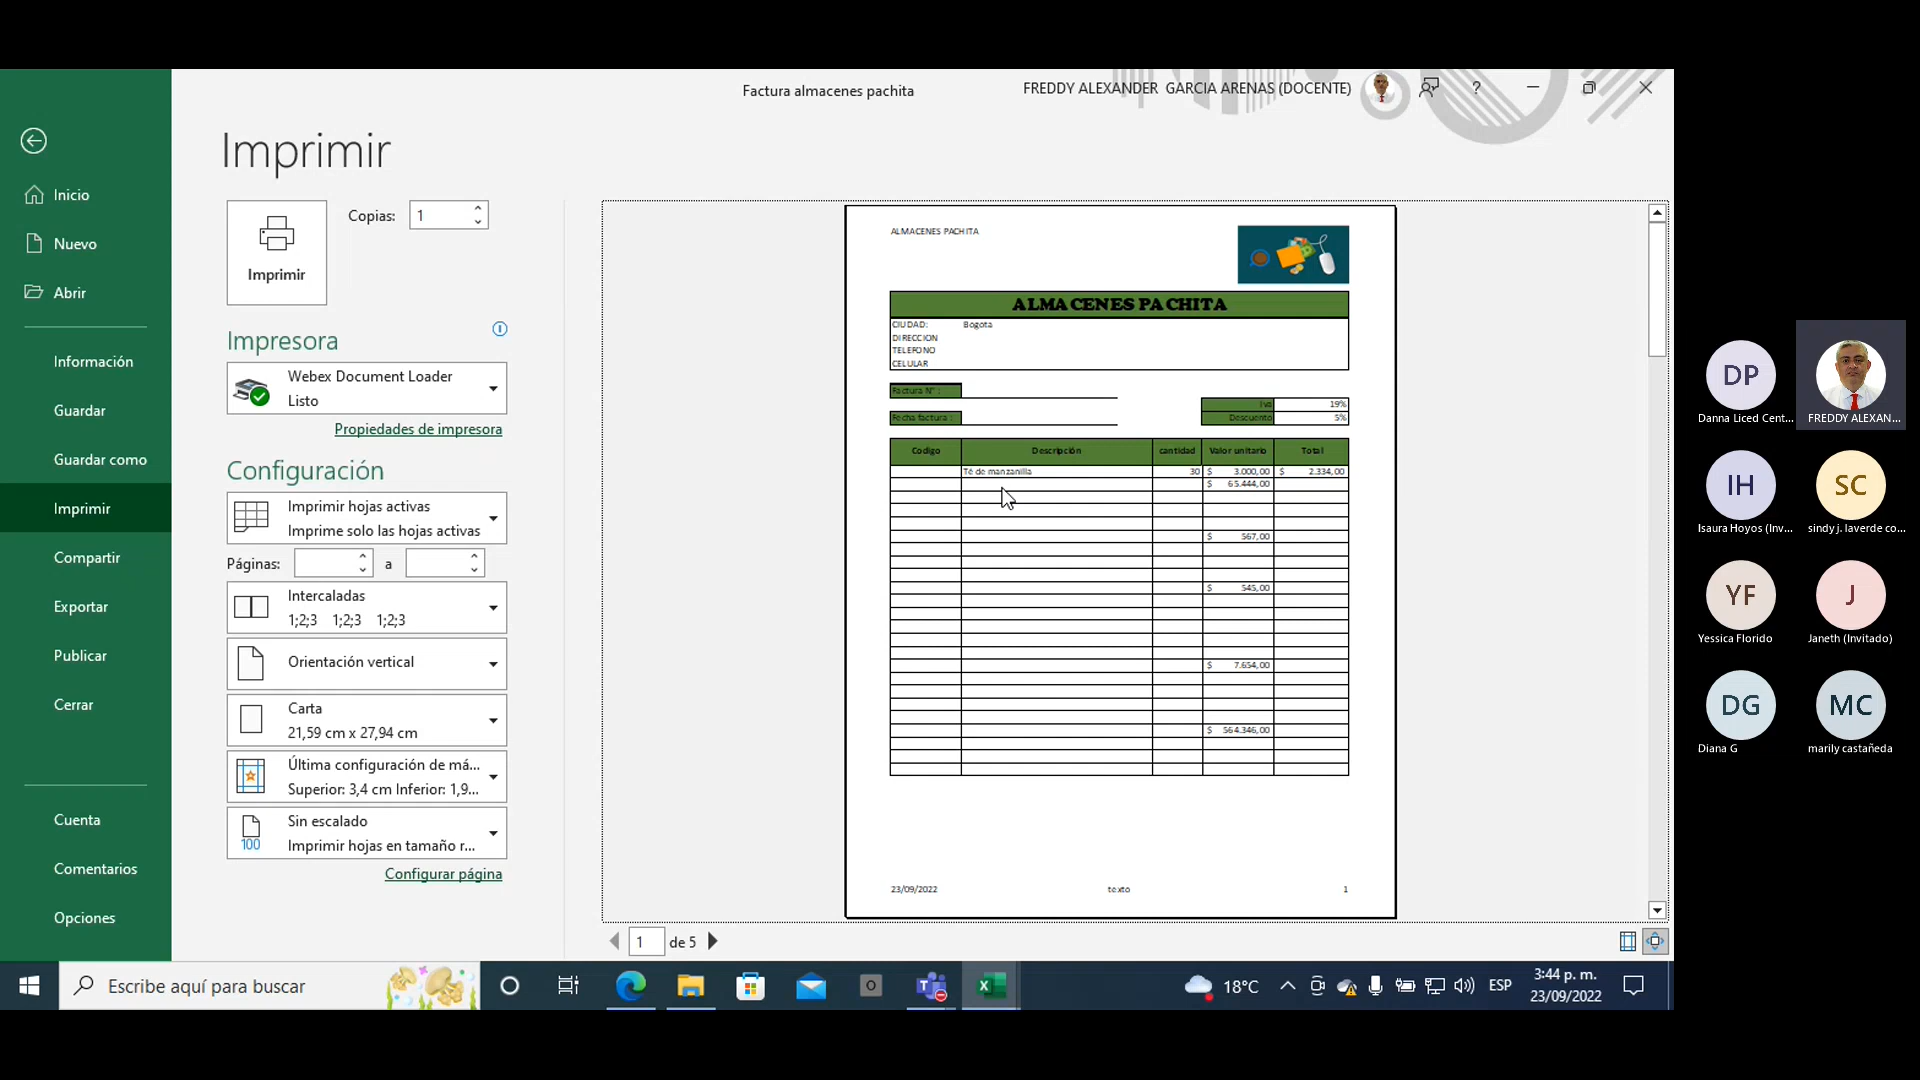 Factura almacenes pachita
FREDDY ALEXANDER GARCIA ARENAS (DOCENTE)
?
Imprimir
Inicio
Nuevo
Abrir
Información
Guardar
Guardar como
Imprimir
Compartir
Exportar
Publicar
Cerrar
Cuenta
Comentarios
Opciones
Imprimir
Copias: 1
Impresora
Webex Document Loader
Listo
Propiedades de impresora
Configuración
Imprimir hojas activas
Imprime solo las hojas activas
Páginas: a
Intercaladas
1;2;3 1;2;3 1;2;3
Orientación vertical
Carta
21,59 cm x 27,94 cm
Última configuración de má...
Superior: 3,4 cm Inferior: 1,9...
Sin escalado
100
Imprimir hojas en tamaño r...
Configurar página
ALMACENES PACHITA
ALMACENES PACHITA
CIUDAD: Bogota
DIRECCION
TELEFONO
CELULAR
Factura N° :
Iva 19%
Fecha factura : Descuento 5%
Codigo Descripción cantidad Valor unitario Total
Té de manzanilla 30 $ 3.000,00 $ 2.334,00
$ 65.444,00
$ 567,00
$ 545,00
$ 7.654,00
$ 564.346,00
23/09/2022 texto 1
1 de 5
DP
Danna Liced Cent...
FREDDY ALEXAN...
IH
Isaura Hoyos (Inv...
SC
sindy j. laverde co...
YF
Yessica Florido
J
Janeth (Invitado)
DG
Diana G
MC
marily castañeda
Escribe aquí para buscar
18°C
ESP
3:44 p. m.
23/09/2022